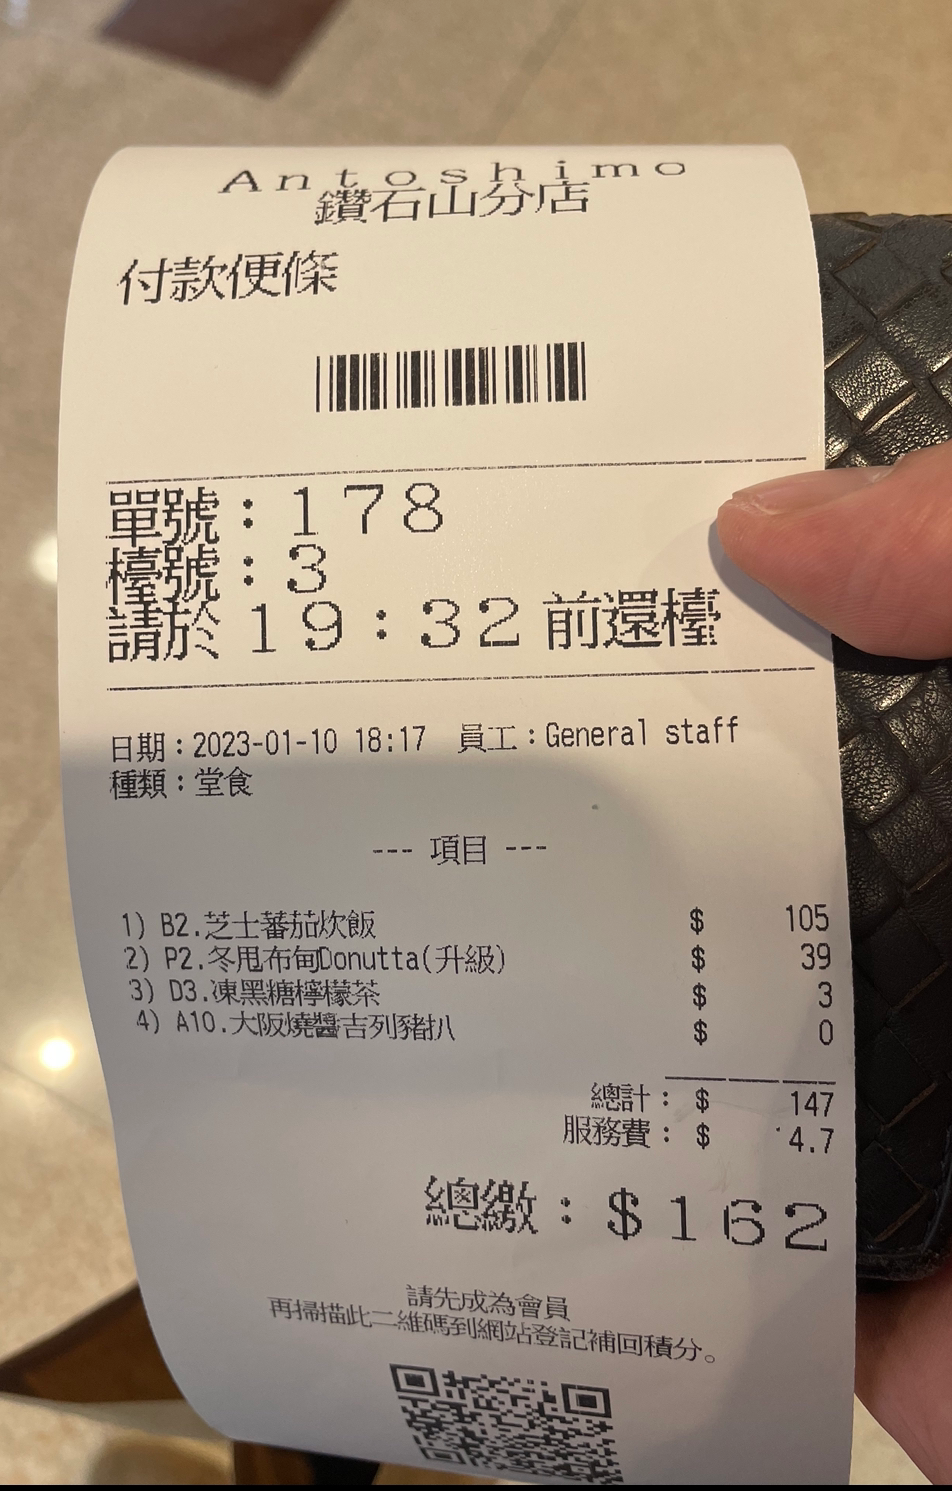 Antoshimo
鑽石山分店
付款便條
單號：178
檯號：3
請於19：32前還檯
日期：2023-01-10 18:17 員工：General staff
種類：堂食
--- 項目 ---
1) B2.芝士蕃茄炊飯 $ 105
2) P2.冬甩布甸Donutta(升級) $ 39
3) D3.凍黑糖檸檬茶 $ 3
4) A10.大阪燒醬吉列豬扒 $ 0
總計： $ 147
服務費： $ 4.7
總繳：$162
請先成為會員
再掃描此二維碼到網站登記補回積分。